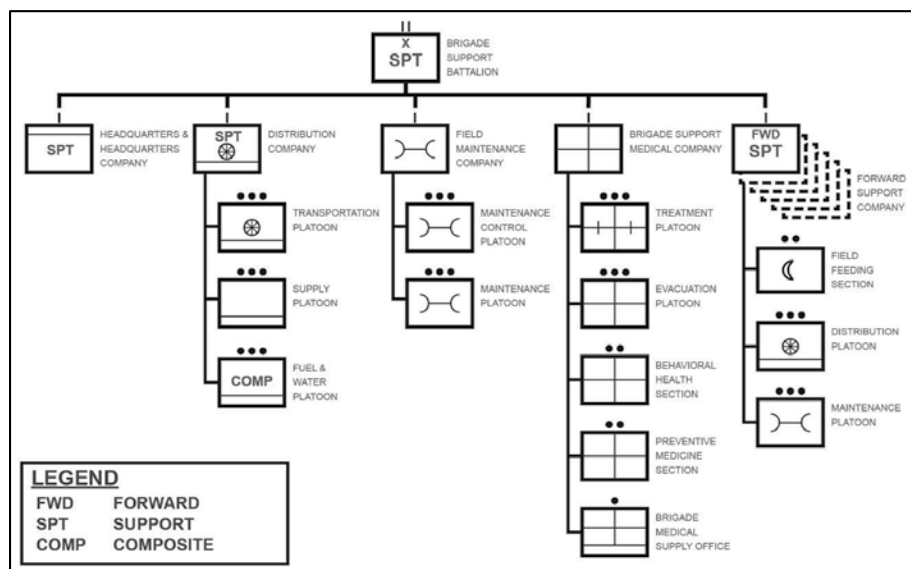 X
SPT
BRIGADE
SUPPORT
BATTALION
SPT
HEADQUARTERS &
HEADQUARTERS
COMPANY
SPT
DISTRIBUTION
COMPANY
FIELD
MAINTENANCE
COMPANY
BRIGADE SUPPORT
MEDICAL COMPANY
FWD
SPT
FORWARD
SUPPORT
COMPANY
TRANSPORTATION
PLATOON
MAINTENANCE
CONTROL
PLATOON
TREATMENT
PLATOON
FIELD
FEEDING
SECTION
SUPPLY
PLATOON
MAINTENANCE
PLATOON
EVACUATION
PLATOON
DISTRIBUTION
PLATOON
COMP
FUEL &
WATER
PLATOON
BEHAVIORAL
HEALTH
SECTION
MAINTENANCE
PLATOON
PREVENTIVE
MEDICINE
SECTION
BRIGADE
MEDICAL
SUPPLY OFFICE
LEGEND
FWD FORWARD
SPT SUPPORT
COMP COMPOSITE